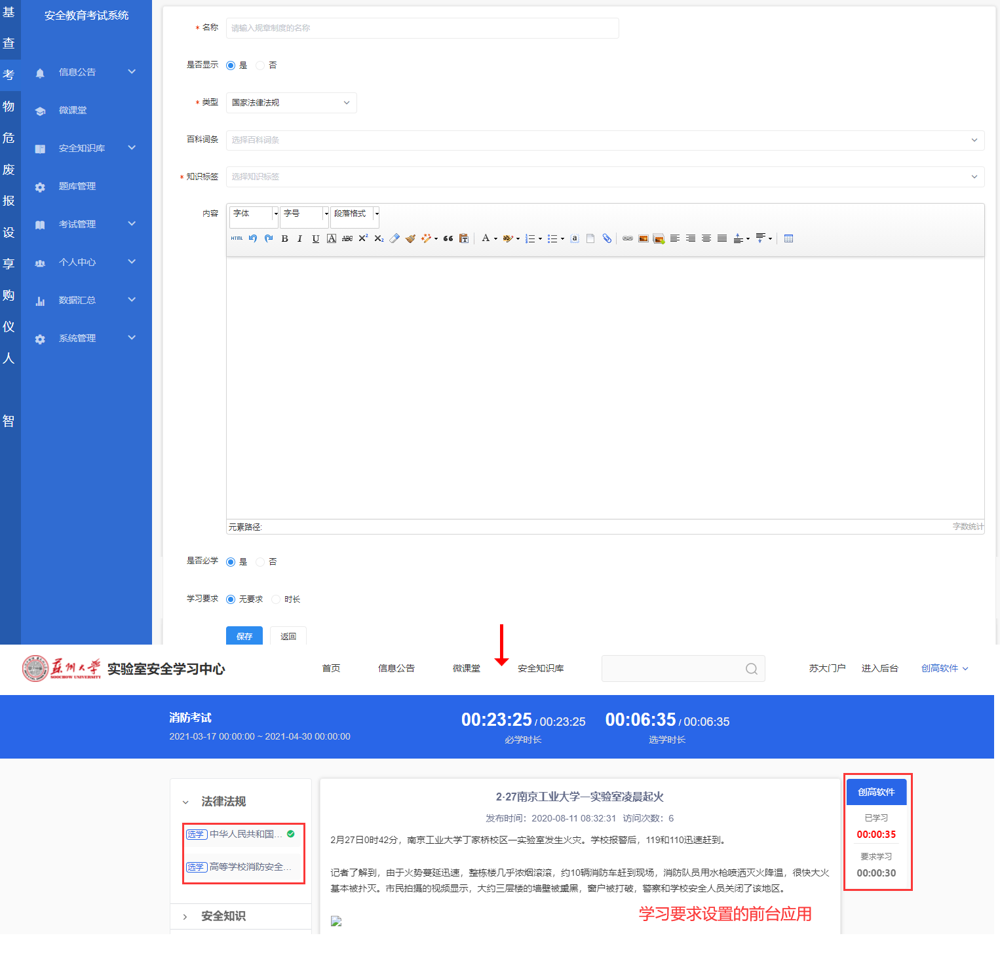 基
查
考
物
危
废
报
设
享
购
仪
人
智
安全教育考试系统
信息公告
微课堂
安全知识库
题库管理
考试管理
个人中心
数据汇总
系统管理
* 名称 请输入规章制度的名称
是否显示 是 否
* 类型 国家法律法规
百科词条 选择百科词条
* 知识标签 选择知识标签
内容 字体 字号 段落格式
HTML B I U A ABC X² X₂ A ab a
元素路径: 字数统计
是否必学 是 否
学习要求 无要求 时长
保存 返回
蘇州大學 SOOCHOW UNIVERSITY 实验室安全学习中心 首页 信息公告 微课堂 安全知识库 苏大门户 进入后台 创高软件
消防考试 00:23:25 / 00:23:25 00:06:35 / 00:06:35
2021-03-17 00:00:00 ~ 2021-04-30 00:00:00 必学时长 选学时长
法律法规
选学 中华人民共和国...
选学 高等学校消防安全...
安全知识
2·27南京工业大学一实验室凌晨起火
发布时间：2020-08-11 08:32:31 访问次数：6
2月27日0时42分，南京工业大学丁家桥校区一实验室发生火灾。学校报警后，119和110迅速赶到。
记者了解到，由于火势蔓延迅速，整栋楼几乎浓烟滚滚，约10辆消防车赶到现场，消防队员用水枪喷洒灭火降温，很快大火
基本被扑灭。市民拍摄的视频显示，大约三层楼的墙壁被熏黑，窗户被打破，警察和学校安全人员关闭了该地区。
学习要求设置的前台应用
创高软件
已学习
00:00:35
要求学习
00:00:30